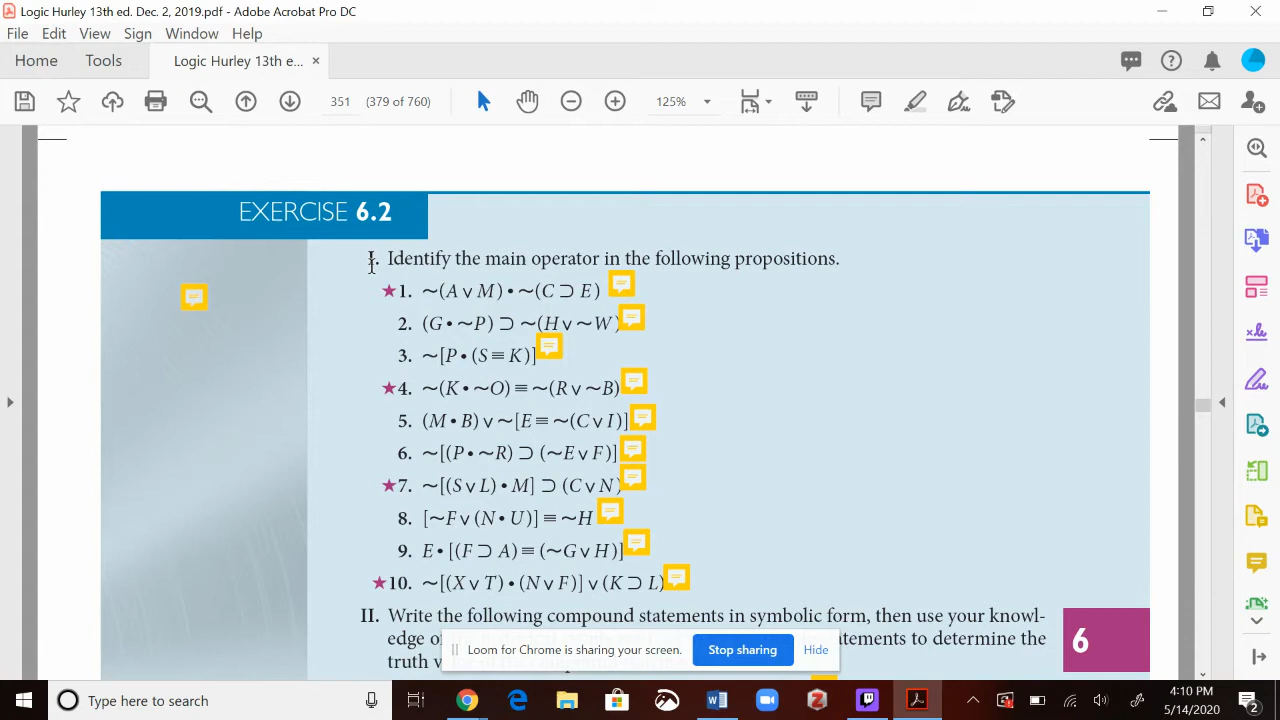 Logic Hurley 13th ed. Dec. 2, 2019.pdf - Adobe Acrobat Pro DC
File Edit View Sign Window Help
Home Tools Logic Hurley 13th e... ×
351 (379 of 760) 125%
EXERCISE 6.2
I. Identify the main operator in the following propositions.
★1. ~(A ∨ M) • ~(C ⊃ E)
2. (G • ~P) ⊃ ~(H ∨ ~W)
3. ~[P • (S ≡ K)]
★4. ~(K • ~O) ≡ ~(R ∨ ~B)
5. (M • B) ∨ ~[E ≡ ~(C ∨ I)]
6. ~[(P • ~R) ⊃ (~E ∨ F)]
★7. ~[(S ∨ L) • M] ⊃ (C ∨ N)
8. [~F ∨ (N • U)] ≡ ~H
9. E • [(F ⊃ A) ≡ (~G ∨ H)]
★10. ~[(X ∨ T) • (N ∨ F)] ∨ (K ⊃ L)
II. Write the following compound statements in symbolic form, then use your knowl-
edge of atements to determine the
truth v
6
Loom for Chrome is sharing your screen. Stop sharing Hide
Type here to search
4:10 PM
5/14/2020
2